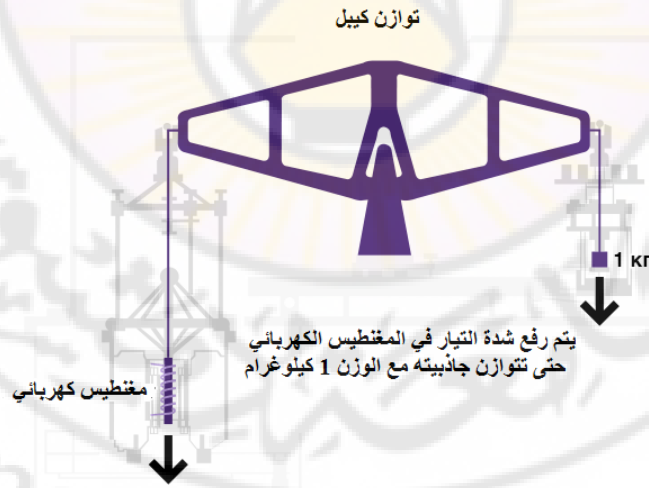 توازن كيبل
1 кг
يتم رفع شدة التيار في المغنطيس الكهربائي
حتى تتوازن جاذبيته مع الوزن 1 كيلوغرام
مغنطيس كهربائي